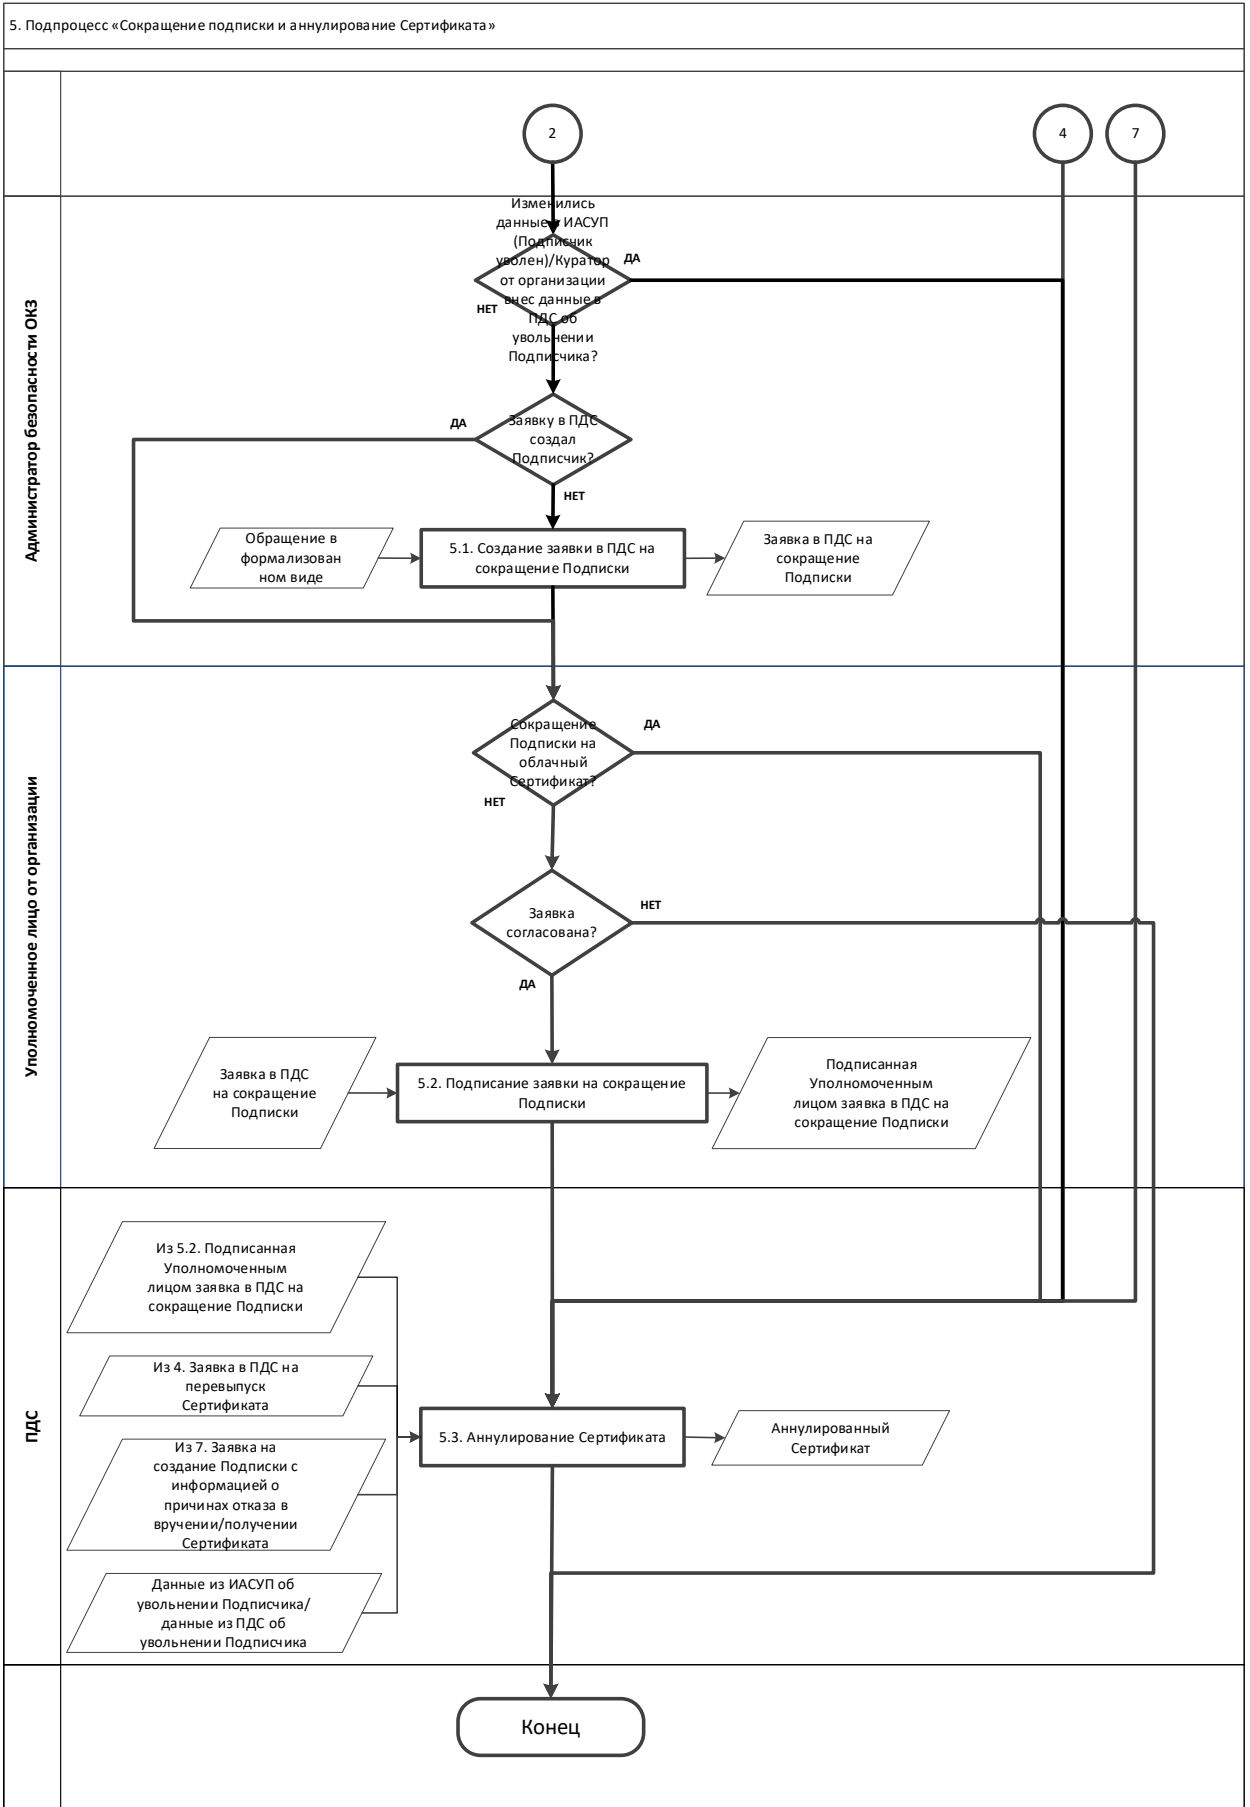 5. Подпроцесс «Сокращение подписки и аннулирование Сертификата»
2
4
7
Администратор безопасности ОКЗ
Изменились
данные в ИАСУП
(Подписчик
уволен)/Куратор
от организации
внес данные в
ПДС об
увольнении
Подписчика?
ДА
НЕТ
Заявку в ПДС
создал
Подписчик?
ДА
НЕТ
Обращение в
формализован
ном виде
5.1. Создание заявки в ПДС на
сокращение Подписки
Заявка в ПДС на
сокращение
Подписки
Уполномоченное лицо от организации
Сокращение
Подписки на
облачный
Сертификат?
ДА
НЕТ
Заявка
согласована?
НЕТ
ДА
Заявка в ПДС
на сокращение
Подписки
5.2. Подписание заявки на сокращение
Подписки
Подписанная
Уполномоченным
лицом заявка в ПДС на
сокращение Подписки
ПДС
Из 5.2. Подписанная
Уполномоченным
лицом заявка в ПДС на
сокращение Подписки
Из 4. Заявка в ПДС на
перевыпуск
Сертификата
Из 7. Заявка на
создание Подписки с
информацией о
причинах отказа в
вручении/получении
Сертификата
Данные из ИАСУП об
увольнении Подписчика/
данные из ПДС об
увольнении Подписчика
5.3. Аннулирование Сертификата
Аннулированный
Сертификат
Конец